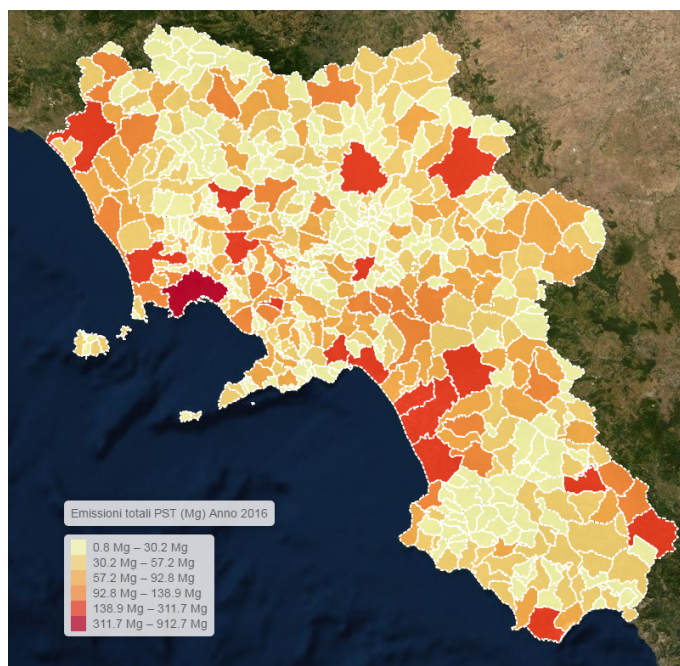 Emissioni totali PST (Mg) Anno 2016
0.8 Mg – 30.2 Mg
30.2 Mg – 57.2 Mg
57.2 Mg – 92.8 Mg
92.8 Mg – 138.9 Mg
138.9 Mg – 311.7 Mg
311.7 Mg – 912.7 Mg